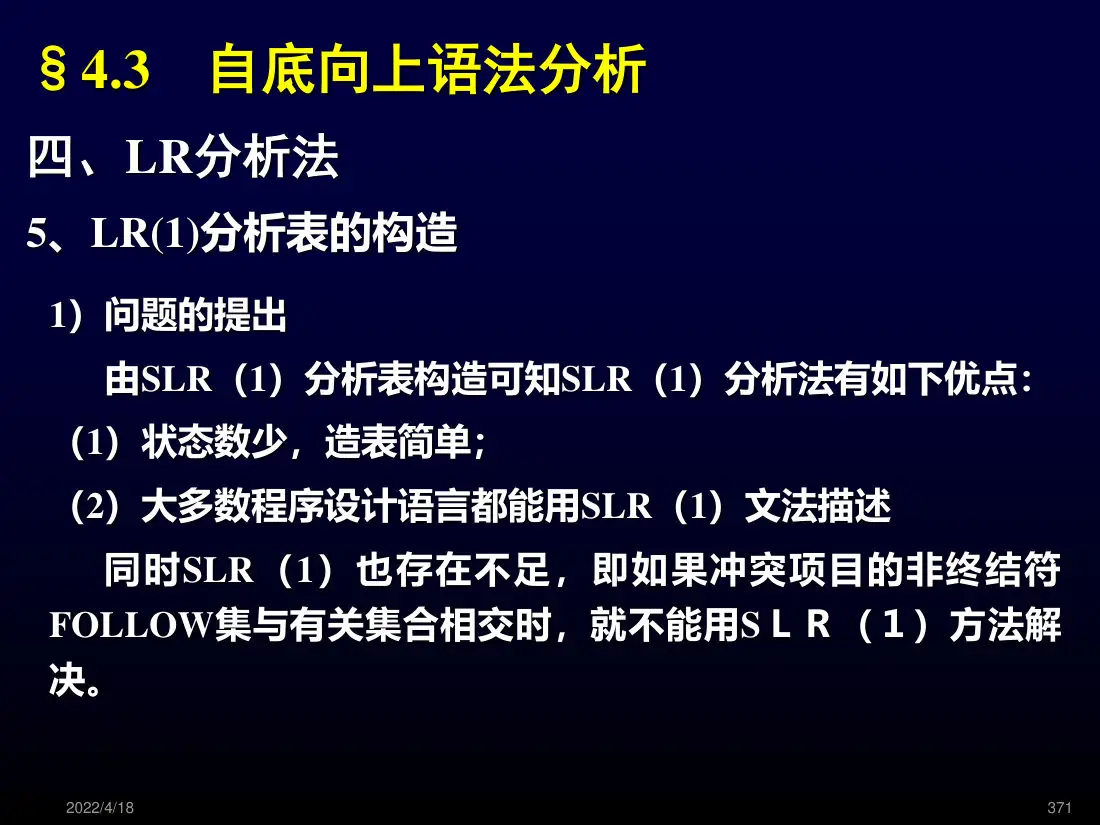 §4.3 自底向上语法分析
四、LR分析法
5、LR(1)分析表的构造
1）问题的提出
由SLR（1）分析表构造可知SLR（1）分析法有如下优点：
（1）状态数少，造表简单；
（2）大多数程序设计语言都能用SLR（1）文法描述
同时SLR（1）也存在不足，即如果冲突项目的非终结符
FOLLOW集与有关集合相交时，就不能用SＬＲ（１）方法解
决。
2022/4/18
371